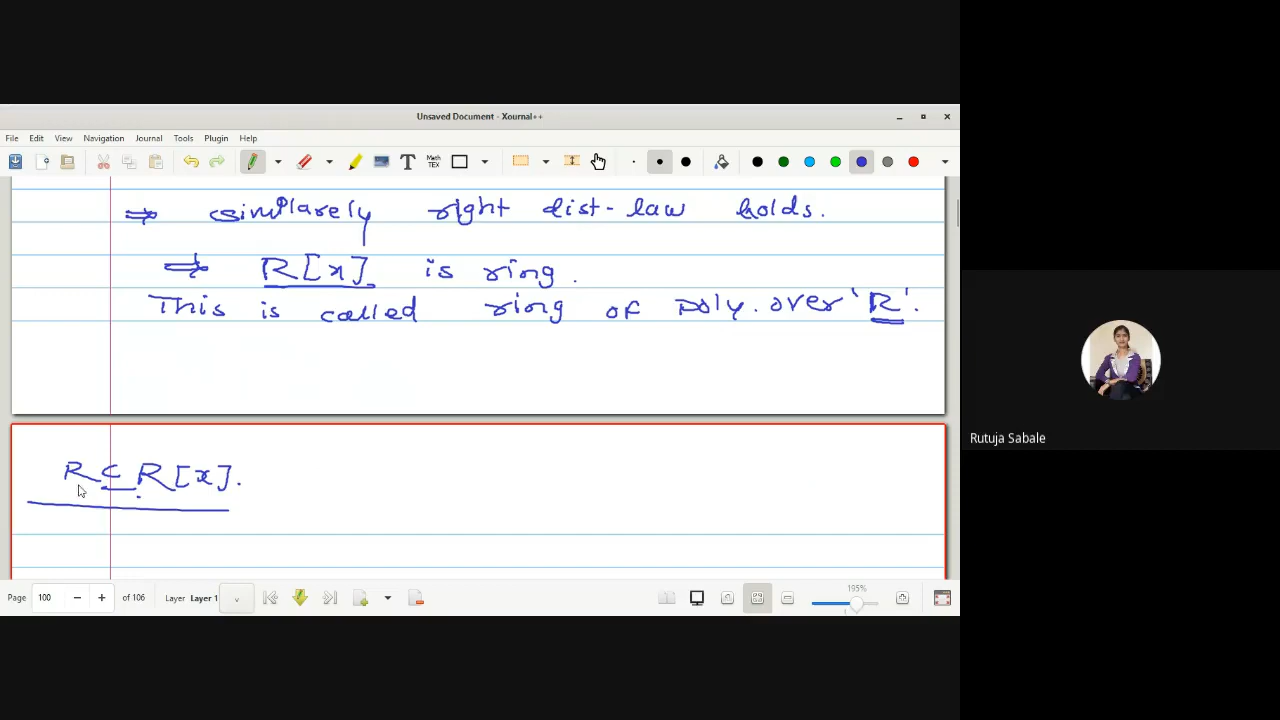 Unsaved Document - Xournal++
File Edit View Navigation Journal Tools Plugin Help
⇒ similarely right dist-law holds.
⇒ R[x] is ring.
This is called ring of poly. over 'R'.
R ⊆ R[x].
Page 100 of 106 Layer Layer 1 195%
Rutuja Sabale